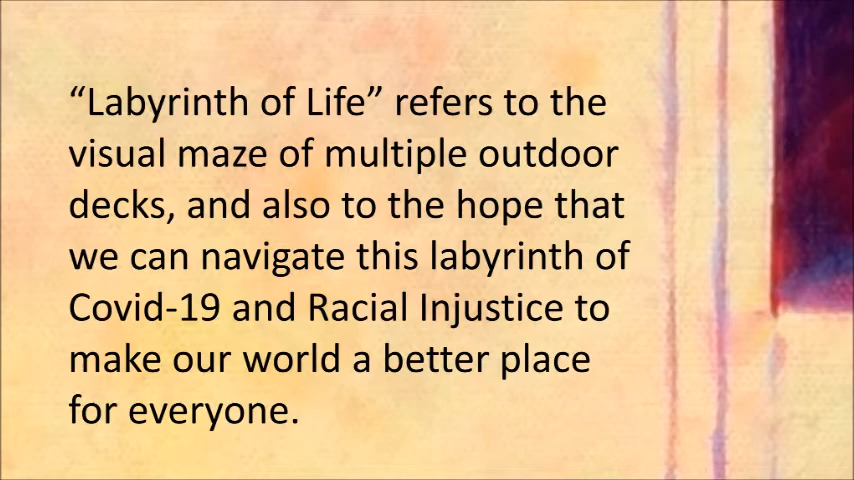 “Labyrinth of Life” refers to the
visual maze of multiple outdoor
decks, and also to the hope that
we can navigate this labyrinth of
Covid-19 and Racial Injustice to
make our world a better place
for everyone.